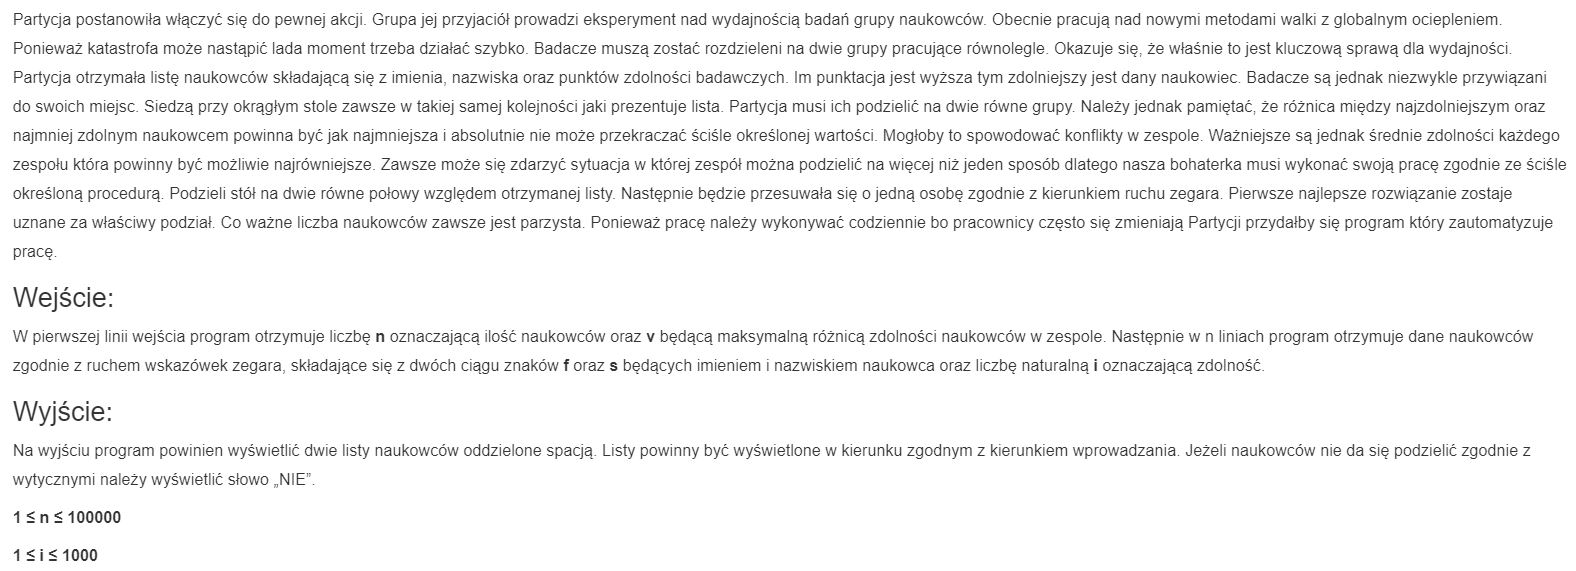 Partycja postanowiła włączyć się do pewnej akcji. Grupa jej przyjaciół prowadzi eksperyment nad wydajnością badań grupy naukowców. Obecnie pracują nad nowymi metodami walki z globalnym ociepleniem.
Ponieważ katastrofa może nastąpić lada moment trzeba działać szybko. Badacze muszą zostać rozdzieleni na dwie grupy pracujące równolegle. Okazuje się, że właśnie to jest kluczową sprawą dla wydajności.
Partycja otrzymała listę naukowców składającą się z imienia, nazwiska oraz punktów zdolności badawczych. Im punktacja jest wyższa tym zdolniejszy jest dany naukowiec. Badacze są jednak niezwykle przywiązani
do swoich miejsc. Siedzą przy okrągłym stole zawsze w takiej samej kolejności jaki prezentuje lista. Partycja musi ich podzielić na dwie równe grupy. Należy jednak pamiętać, że różnica między najzdolniejszym oraz
najmniej zdolnym naukowcem powinna być jak najmniejsza i absolutnie nie może przekraczać ściśle określonej wartości. Mogłoby to spowodować konflikty w zespole. Ważniejsze są jednak średnie zdolności każdego
zespołu która powinny być możliwie najrówniejsze. Zawsze może się zdarzyć sytuacja w której zespół można podzielić na więcej niż jeden sposób dlatego nasza bohaterka musi wykonać swoją pracę zgodnie ze ściśle
określoną procedurą. Podzieli stół na dwie równe połowy względem otrzymanej listy. Następnie będzie przesuwała się o jedną osobę zgodnie z kierunkiem ruchu zegara. Pierwsze najlepsze rozwiązanie zostaje
uznane za właściwy podział. Co ważne liczba naukowców zawsze jest parzysta. Ponieważ pracę należy wykonywać codziennie bo pracownicy często się zmieniają Partycji przydałby się program który zautomatyzuje
pracę.
Wejście:
W pierwszej linii wejścia program otrzymuje liczbę n oznaczającą ilość naukowców oraz v będącą maksymalną różnicą zdolności naukowców w zespole. Następnie w n liniach program otrzymuje dane naukowców
zgodnie z ruchem wskazówek zegara, składające się z dwóch ciągu znaków f oraz s będących imieniem i nazwiskiem naukowca oraz liczbę naturalną i oznaczającą zdolność.
Wyjście:
Na wyjściu program powinien wyświetlić dwie listy naukowców oddzielone spacją. Listy powinny być wyświetlone w kierunku zgodnym z kierunkiem wprowadzania. Jeżeli naukowców nie da się podzielić zgodnie z
wytycznymi należy wyświetlić słowo „NIE”.
1 ≤ n ≤ 100000
1 ≤ i ≤ 1000